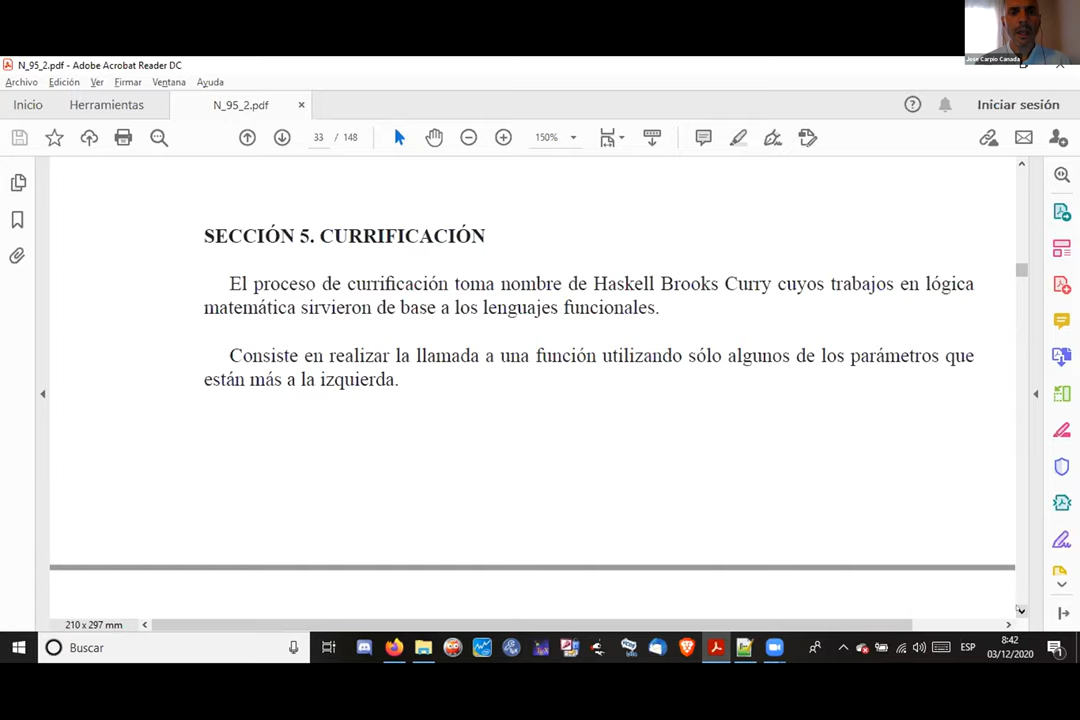 Jose Carpio Cañada
N_95_2.pdf - Adobe Acrobat Reader DC
Archivo Edición Ver Firmar Ventana Ayuda
Inicio Herramientas N_95_2.pdf × Iniciar sesión
33 / 148 150%
SECCIÓN 5. CURRIFICACIÓN
El proceso de currificación toma nombre de Haskell Brooks Curry cuyos trabajos en lógica
matemática sirvieron de base a los lenguajes funcionales.
Consiste en realizar la llamada a una función utilizando sólo algunos de los parámetros que
están más a la izquierda.
210 x 297 mm
Buscar
ESP
8:42
03/12/2020